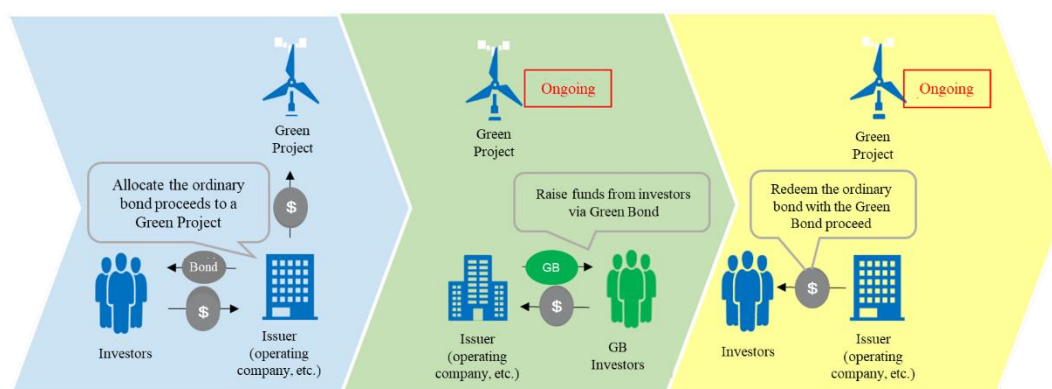 Green
Project
Allocate the ordinary
bond proceeds to a
Green Project
$
Bond
$
Investors
Issuer
(operating
company, etc.)
Ongoing
Green
Project
Raise funds from investors
via Green Bond
GB
$
Issuer
(operating
company, etc.)
GB
Investors
Ongoing
Green
Project
Redeem the ordinary
bond with the Green
Bond proceed
$
Investors
Issuer
(operating
company, etc.)